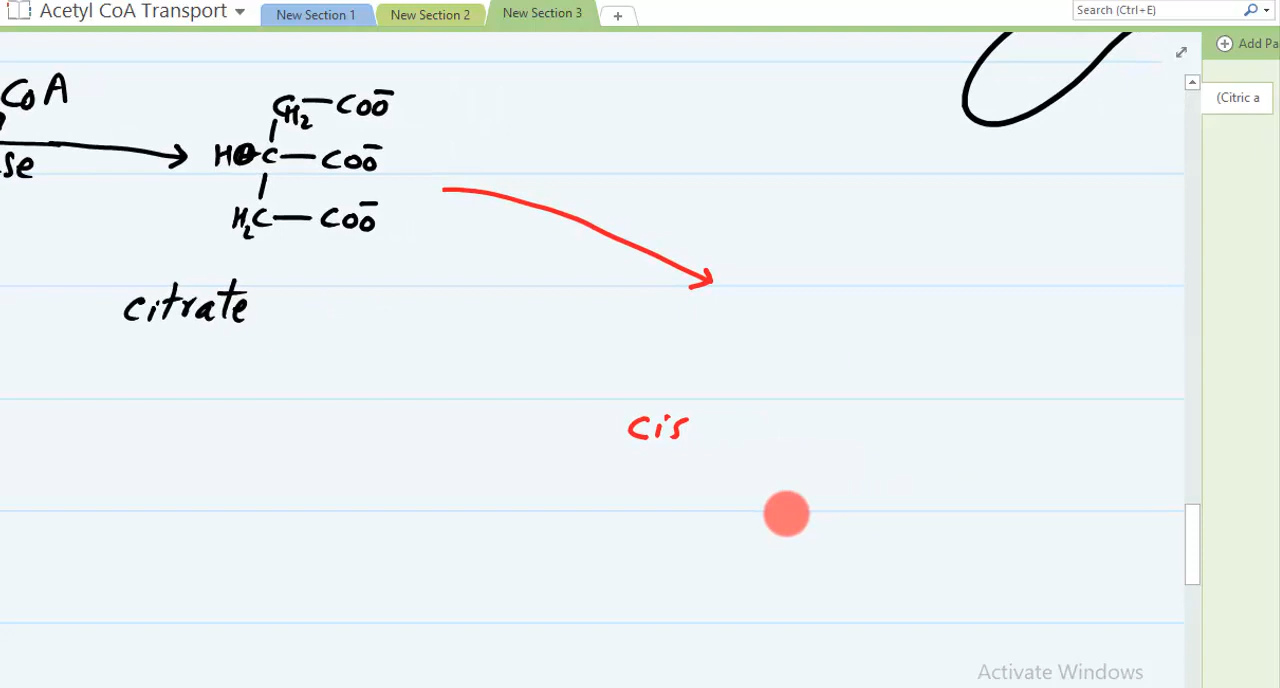 Acetyl CoA Transport
New Section 1
New Section 2
New Section 3
+
Search (Ctrl+E)
Add Pa
(Citric a
CoA
se
CH₂—COO⁻
HO C—COO⁻
H₂C—COO⁻
citrate
cis
Activate Windows